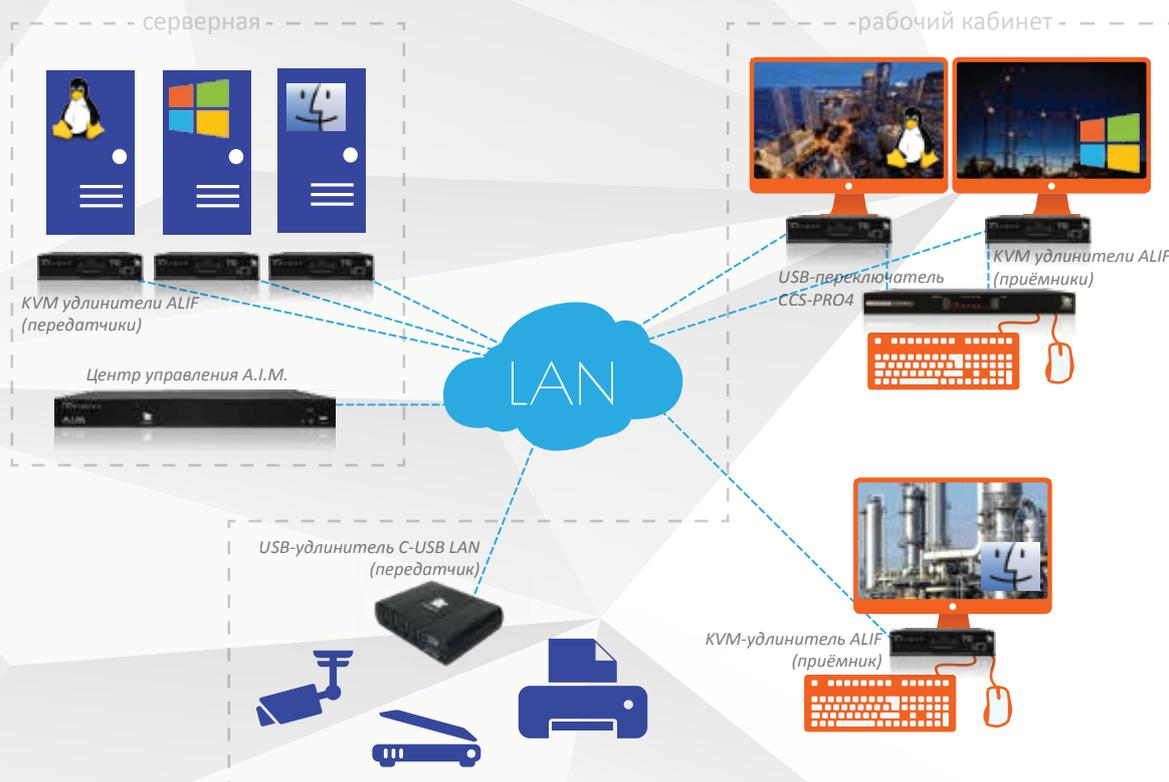 серверная
рабочий кабинет
KVM удлинители ALIF
(передатчики)
KVM удлинители ALIF
(приёмники)
USB-переключатель
CCS-PRO4
Центр управления A.I.M.
A.I.M.
LAN
USB-удлинитель C-USB LAN
(передатчик)
KVM-удлинитель ALIF
(приёмник)